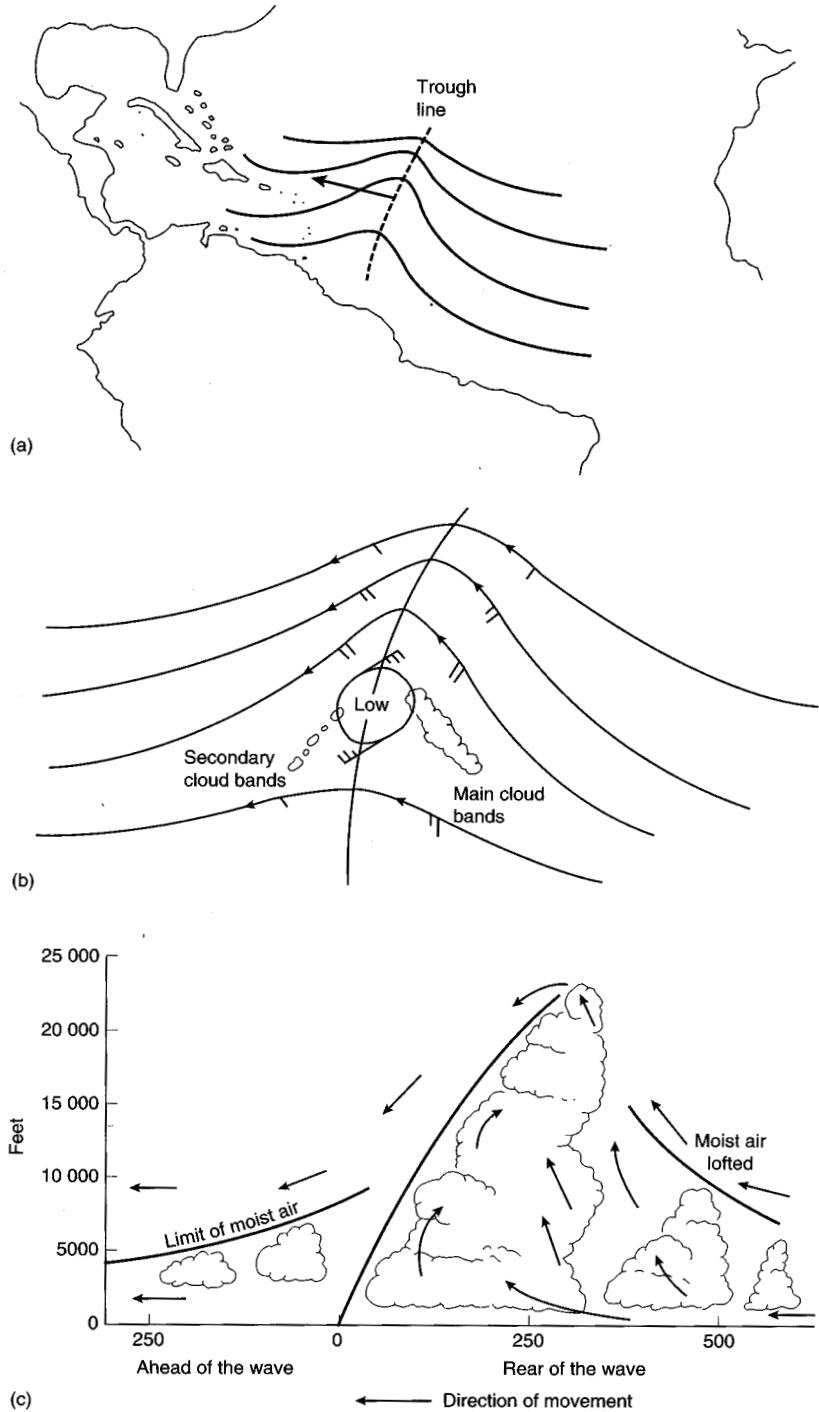 Trough
line
(a)
Low
Secondary
cloud bands
Main cloud
bands
(b)
25 000
20 000
15 000
10 000
5000
0
Feet
Limit of moist air
Moist air
lofted
250
0
250
500
Ahead of the wave
Rear of the wave
(c)
Direction of movement